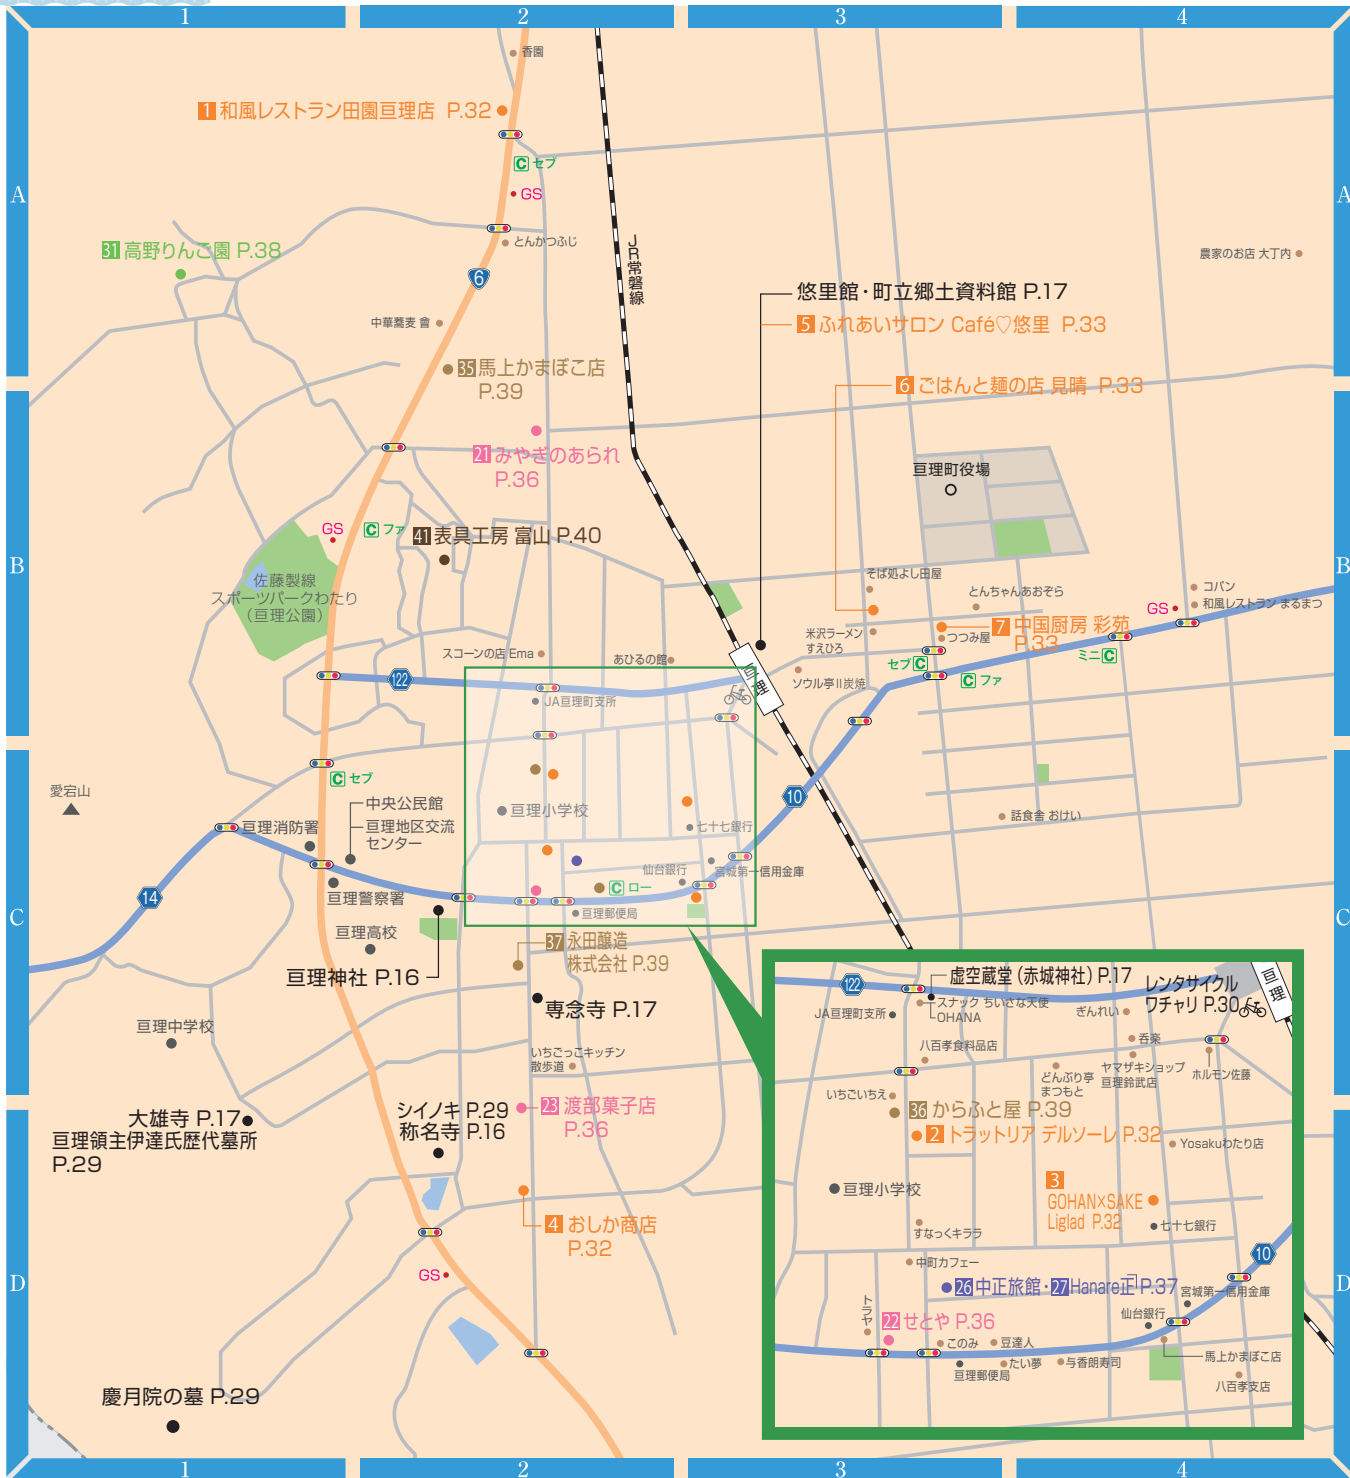 1
2
3
4
香園
1 和風レストラン田園亘理店 P.32
C セブ
GS
A
A
とんかつふじ
JR常磐線
31 高野りんご園 P.38
6
農家のお店 大丁内
悠里館・町立郷土資料館 P.17
5 ふれあいサロン Café♡悠里 P.33
中華蕎麦 會
35 馬上かまぼこ店
P.39
6 ごはんと麺の店 見晴 P.33
21 みやぎのあられ
P.36
亘理町役場
GS
C ファ
41 表具工房 富山 P.40
B
B
佐藤製線
スポーツパークわたり
（亘理公園）
そば処よし田屋
とんちゃんあおぞら
コパン
GS
和風レストラン まるまつ
米沢ラーメン
すえひろ
7 中国厨房 彩苑
P.33
つつみ屋
スコーンの店 Ema
あひるの館
亘理
セブ C
ミニ C
122
ソウル亭II炭焼
C ファ
JA亘理町支所
C セブ
愛宕山
中央公民館
10
亘理小学校
話食舎 おけい
亘理消防署
亘理地区交流
センター
七十七銀行
仙台銀行
宮城第一信用金庫
14
亘理警察署
C ロー
C
C
亘理郵便局
亘理高校
37 永田醸造
株式会社 P.39
亘理神社 P.16
専念寺 P.17
亘理中学校
いちごっこキッチン
散歩道
大雄寺 P.17
亘理領主伊達氏歴代墓所
P.29
シイノキ P.29
称名寺 P.16
23 渡部菓子店
P.36
4 おしか商店
P.32
GS
D
D
慶月院の墓 P.29
122
虚空蔵堂（赤城神社）P.17
レンタサイクル
ワチャリ P.30
亘理
スナック ちいさな天使
OHANA
JA亘理町支所
ぎんれい
八百孝食料品店
呑楽
ヤマザキショップ
亘理鈴武店
ホルモン佐藤
どんぶり亭
まつもと
いちごいちえ
36 からふと屋 P.39
2 トラットリア デルソーレ P.32
Yosakuわたり店
亘理小学校
3
GOHAN×SAKE
Liglad P.32
すなっくキララ
七十七銀行
中町カフェー
10
26 中正旅館・27 Hanare正 P.37
宮城第一信用金庫
トラヤ
22 せとや P.36
仙台銀行
このみ
豆達人
亘理郵便局
たい夢
与香朗寿司
馬上かまぼこ店
八百孝支店
1
2
3
4